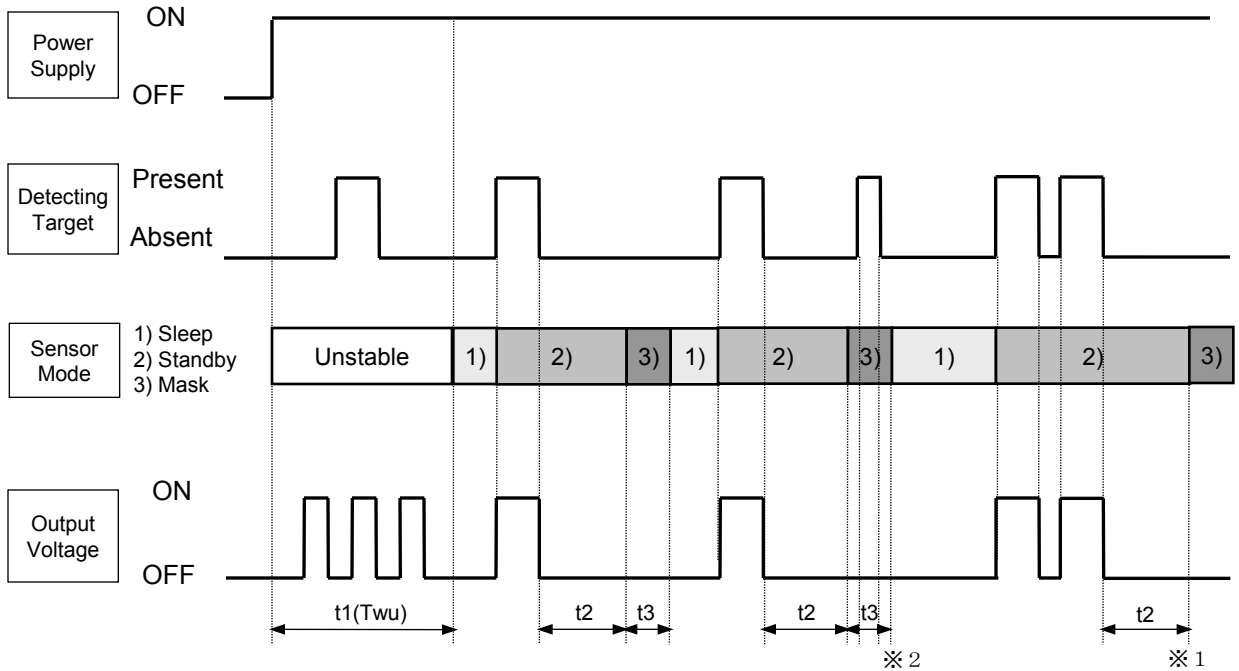 ON
Power
Supply
OFF
Present
Detecting
Target
Absent
Sensor
Mode
1) Sleep
2) Standby
3) Mask
Unstable
1)
2)
3)
1)
2)
3)
1)
2)
3)
ON
Output
Voltage
OFF
t1(Twu)
t2
t3
t2
t3
t2
※2
※1